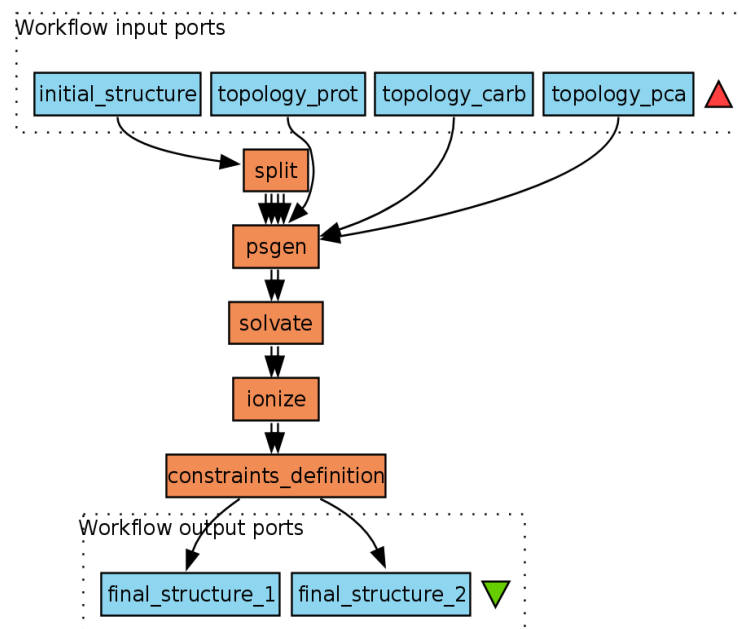 Workflow input ports
initial_structure
topology_prot
topology_carb
topology_pca
split
psgen
solvate
ionize
constraints_definition
Workflow output ports
final_structure_1
final_structure_2